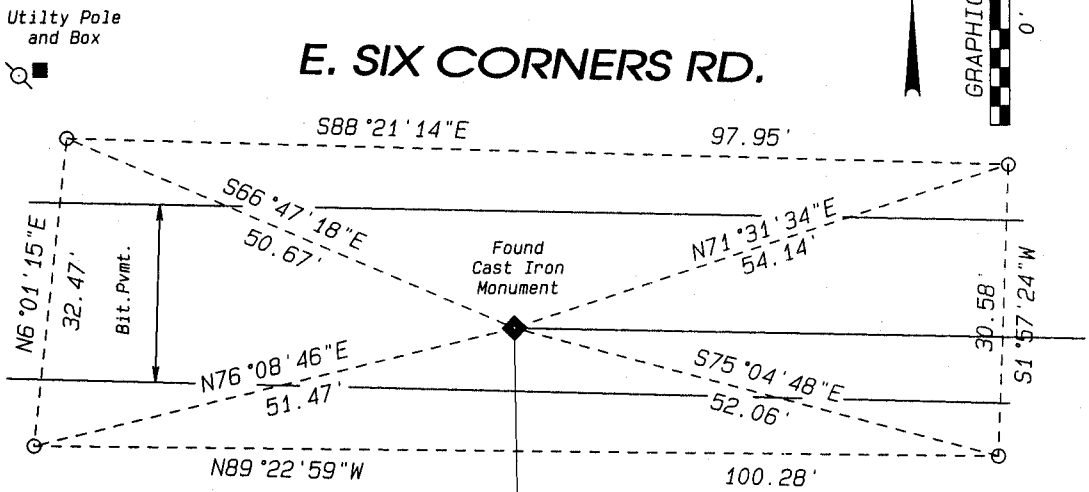 Utilty Pole
and Box
E. SIX CORNERS RD.
GRAPHIC
0'
S88°21'14"E
97.95'
S66°47'18"E
50.67'
N71°31'34"E
54.14'
N6°01'15"E
32.47'
Bit.Pvmt.
Found
Cast Iron
Monument
30.58'
S1°57'24"W
N76°08'46"E
51.47'
S75°04'48"E
52.06'
N89°22'59"W
100.28'